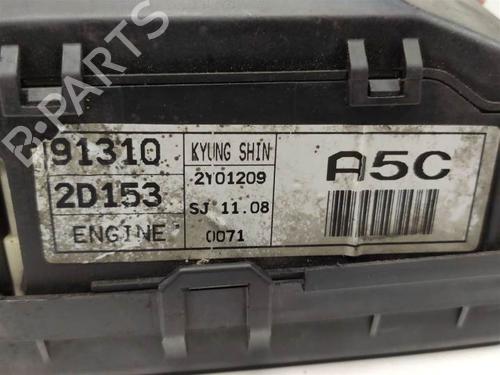 91310
2D153
ENGINE
KYUNG SHIN
2Y01209
SJ 11.08
0071
A5C
B-PARTS